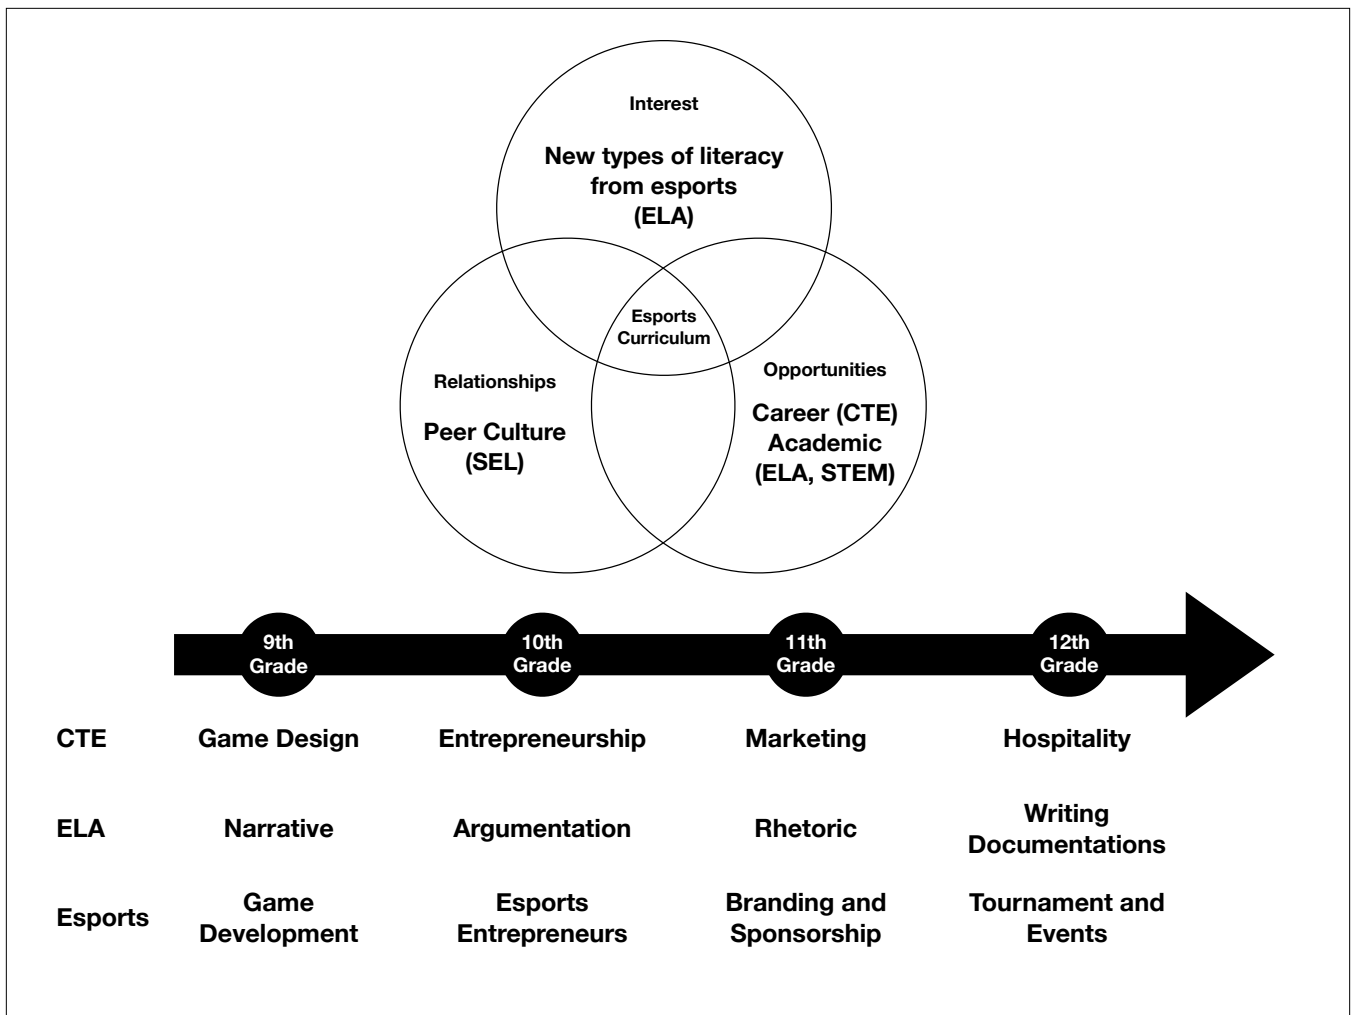 Interest
New types of literacy
from esports
(ELA)
Esports
Curriculum
Relationships
Peer Culture
(SEL)
Opportunities
Career (CTE)
Academic
(ELA, STEM)
9th
Grade
10th
Grade
11th
Grade
12th
Grade
CTE
Game Design
Entrepreneurship
Marketing
Hospitality
ELA
Narrative
Argumentation
Rhetoric
Writing
Documentations
Esports
Game
Development
Esports
Entrepreneurs
Branding and
Sponsorship
Tournament and
Events